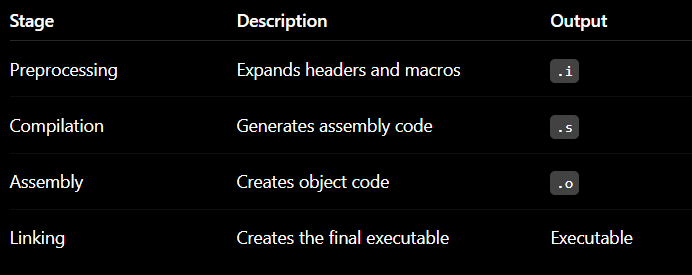 Stage Description Output
Preprocessing Expands headers and macros .i
Compilation Generates assembly code .s
Assembly Creates object code .o
Linking Creates the final executable Executable